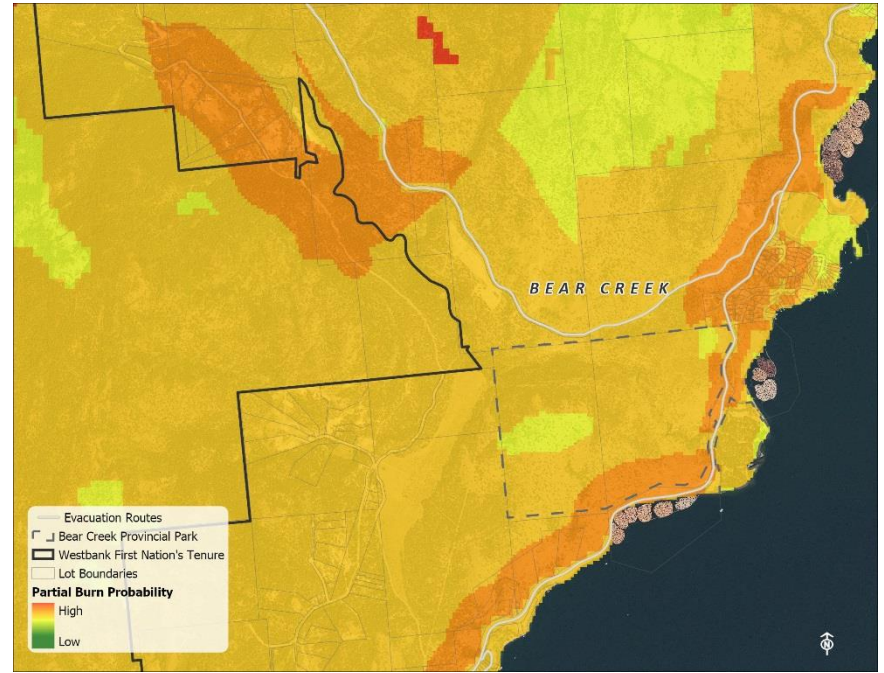 BEAR CREEK
Evacuation Routes
Bear Creek Provincial Park
Westbank First Nation's Tenure
Lot Boundaries
Partial Burn Probability
High
Low
N